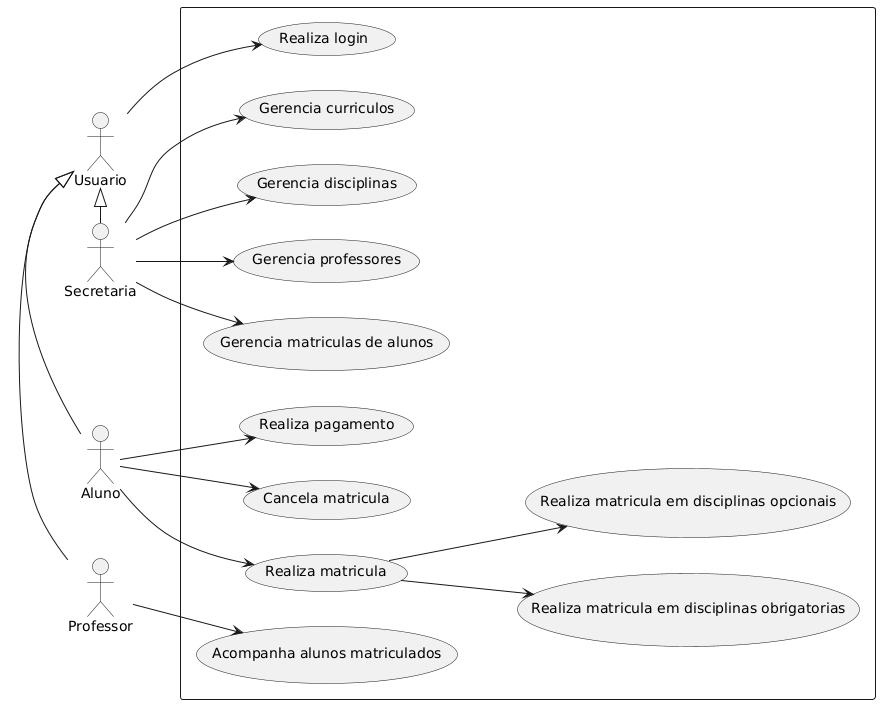 Realiza login
Gerencia curriculos
Usuario
Gerencia disciplinas
Gerencia professores
Secretaria
Gerencia matriculas de alunos
Realiza pagamento
Aluno
Cancela matricula
Realiza matricula em disciplinas opcionais
Realiza matricula
Realiza matricula em disciplinas obrigatorias
Professor
Acompanha alunos matriculados